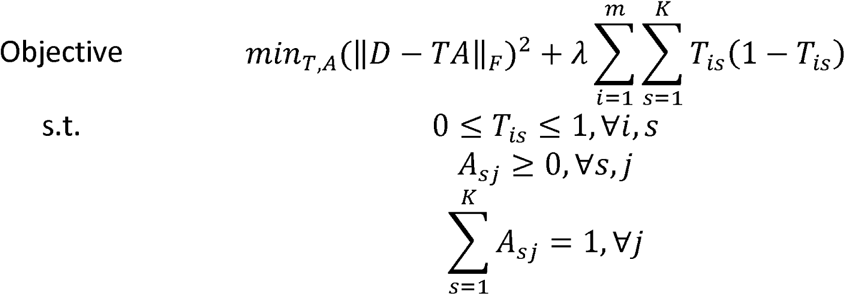 Objective min_{T,A}(‖D − TA‖_F)² + λ ∑_{i=1}^{m} ∑_{s=1}^{K} T_{is}(1 − T_{is})
s.t. 0 ≤ T_{is} ≤ 1, ∀i, s
A_{sj} ≥ 0, ∀s, j
∑_{s=1}^{K} A_{sj} = 1, ∀j